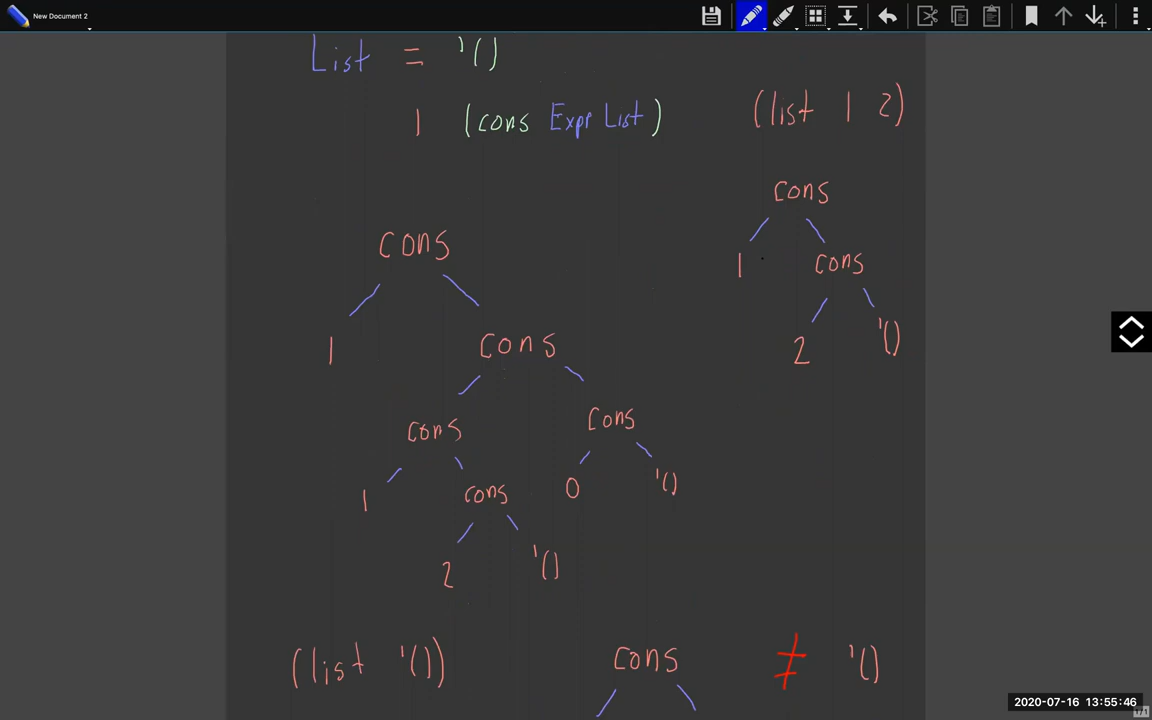 New Document 2
List = '()
| (cons Expr List)
(list 1 2)
cons
1 cons
2 '()
cons
1 cons
cons cons
1 cons 0 '()
2 '()
(list '()) cons ≠ '()
2020-07-16 13:55:46